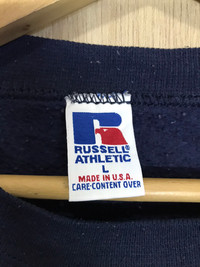 R
RUSSELL®
ATHLETIC
L
MADE IN U.S.A.
CARE-CONTENT OVER